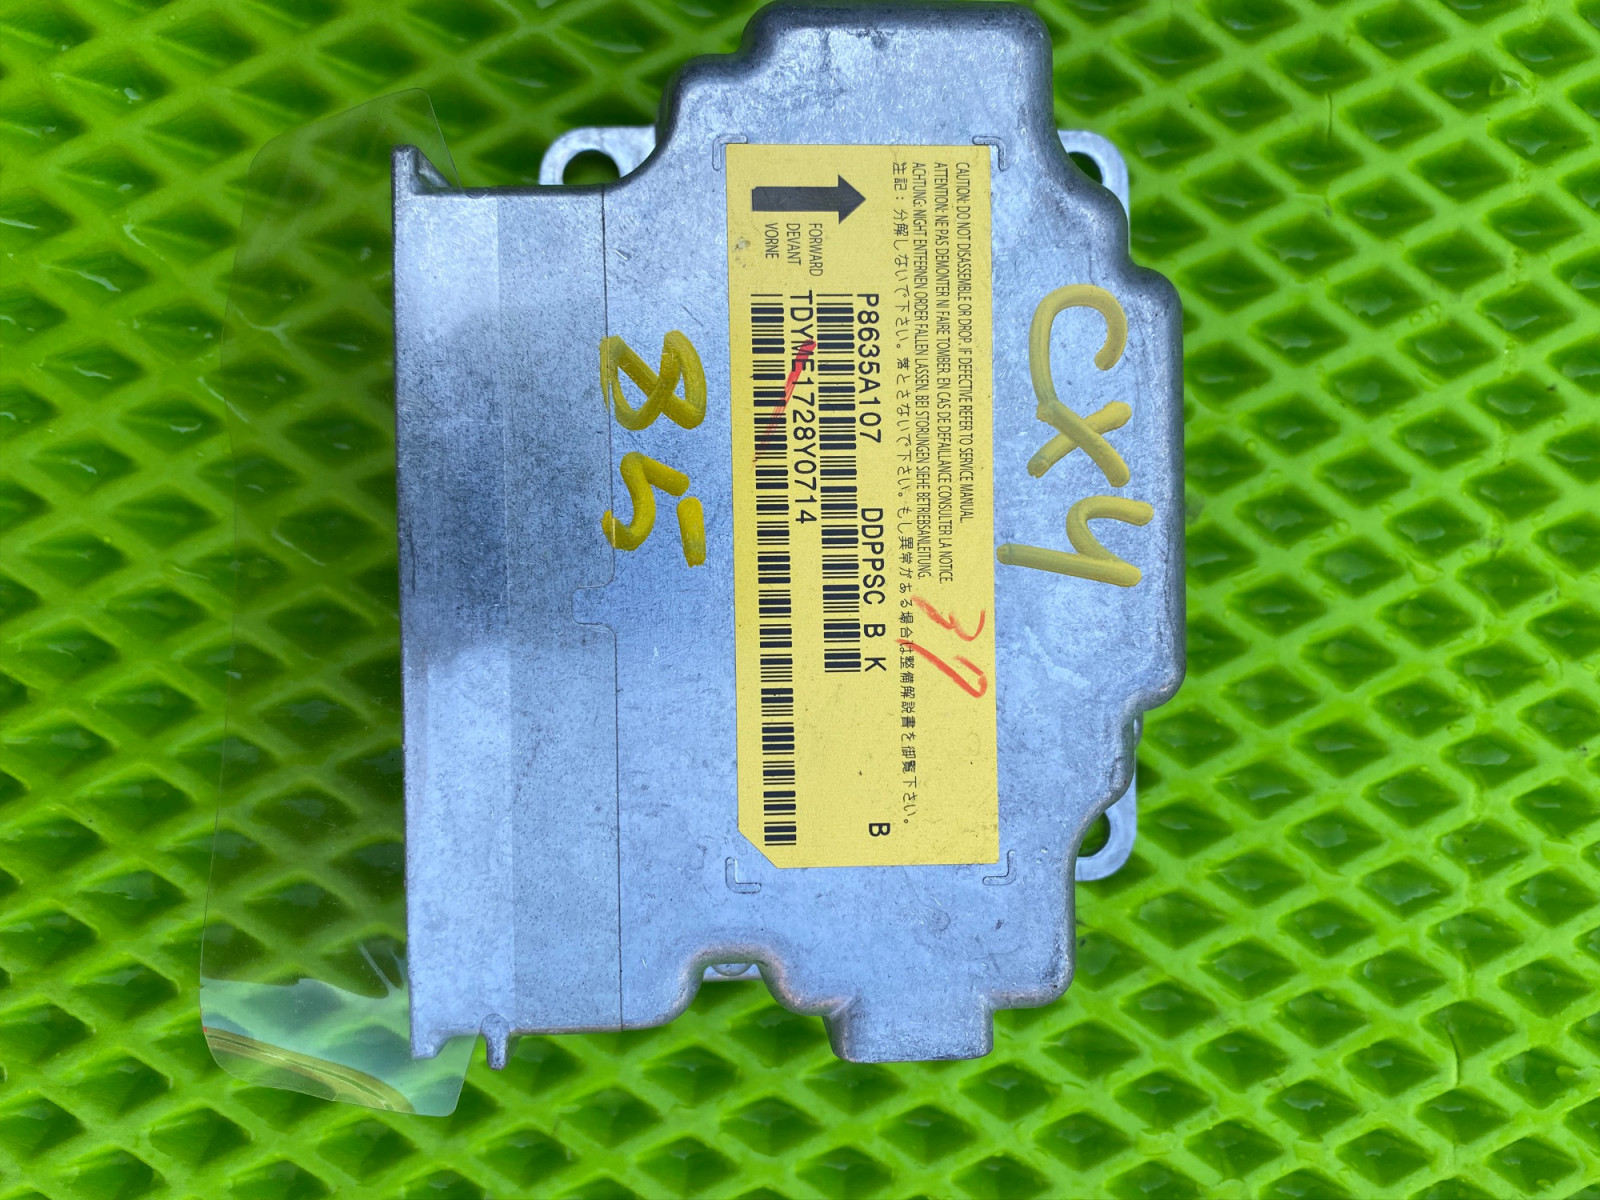 CX4
CAUTION: DO NOT DISASSEMBLE OR DROP. IF DEFECTIVE REFER TO SERVICE MANUAL.
ATTENTION: NE PAS DEMONTER NI FAIRE TOMBER. EN CAS DE DEFAILLANCE CONSULTER LA NOTICE.
ACHTUNG: NIGHT ENTFERNEN ORDER FALLEN LASSEN. BEI STORUNGEN SIEHE BETRIEBSANLEITUNG.
注記：分解しないで下さい。落とさないで下さい。もし異常がある場合は整備解説書を御覧下さい。
FORWARD
DEVANT
VORNE
P8635A107 DDPPSC B K B
TDYME1728Y0714
85